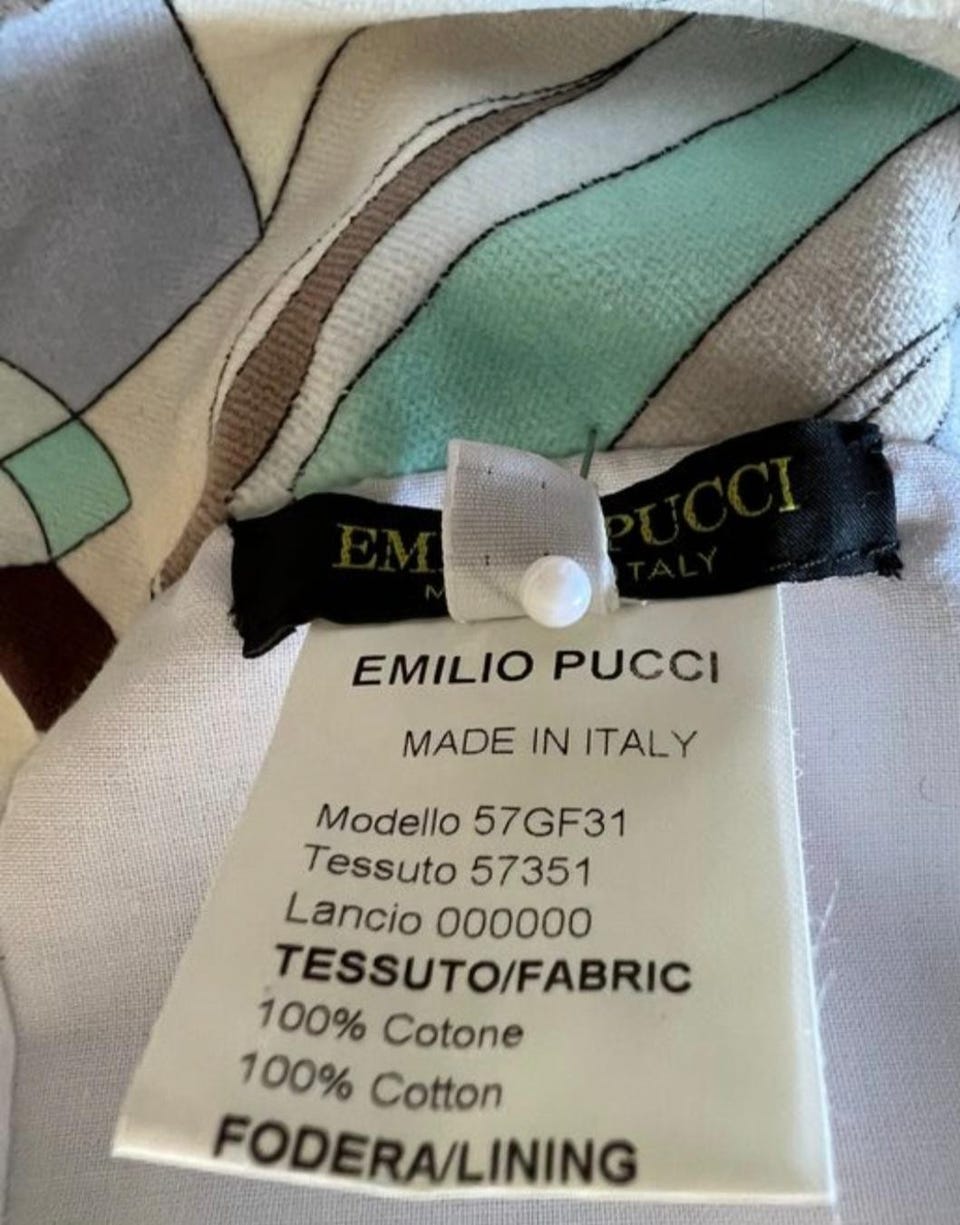 EM PUCCI
M TALY
EMILIO PUCCI
MADE IN ITALY
Modello 57GF31
Tessuto 57351
Lancio 000000
TESSUTO/FABRIC
100% Cotone
100% Cotton
FODERA/LINING